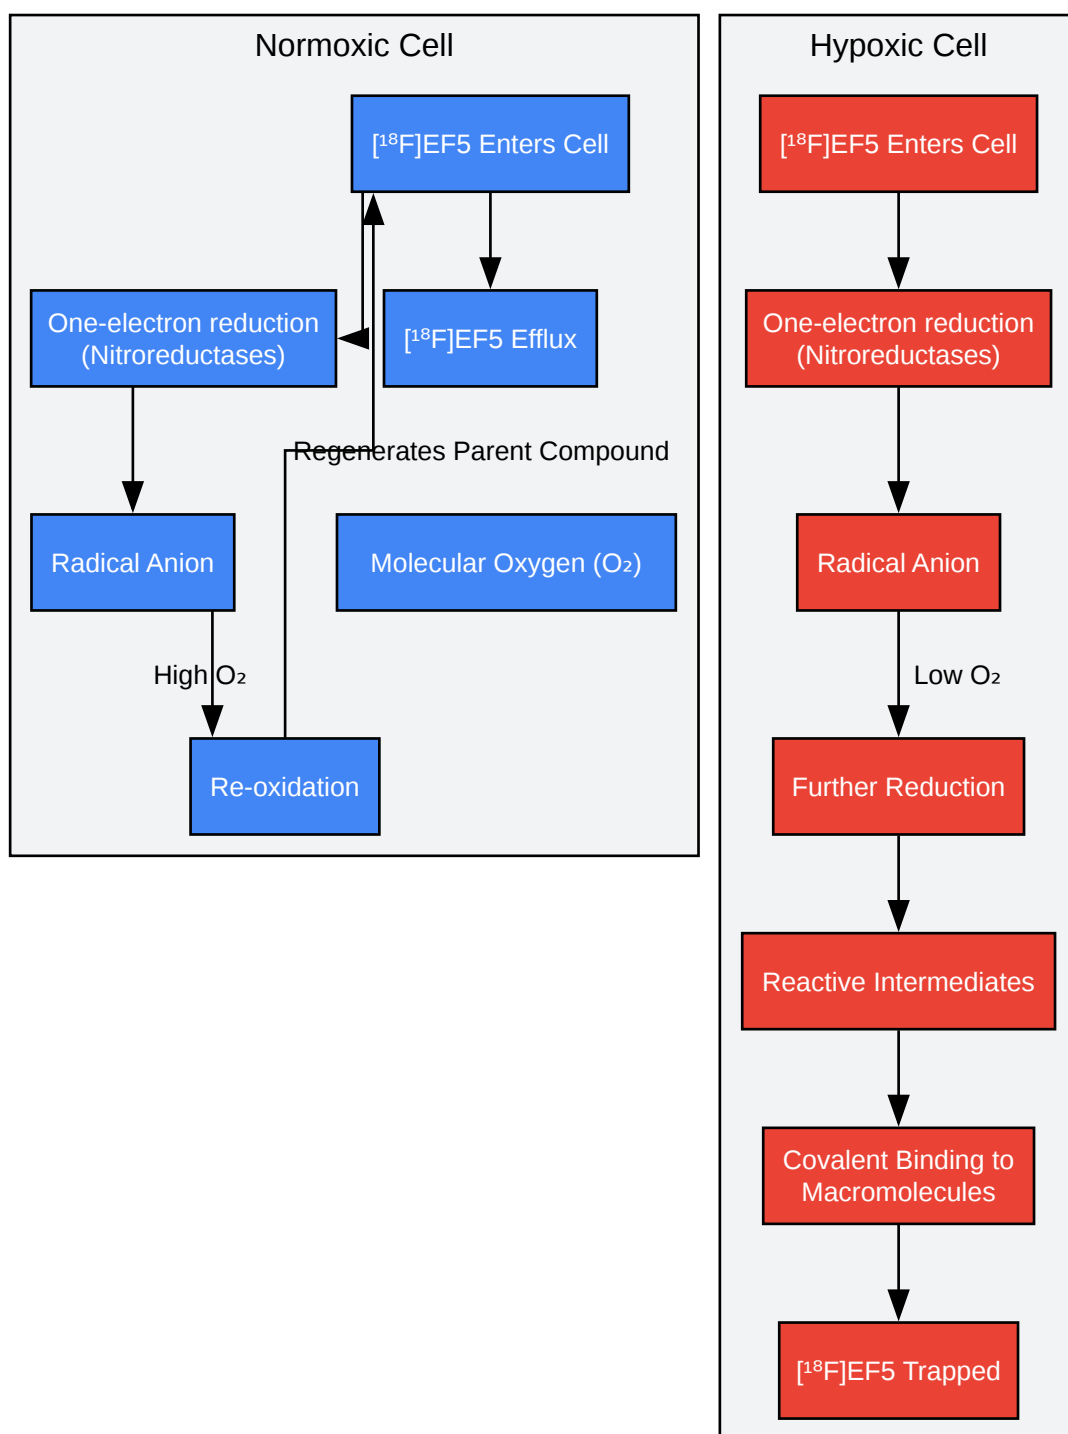 Normoxic Cell
[¹⁸F]EF5 Enters Cell
One-electron reduction
(Nitroreductases)
[¹⁸F]EF5 Efflux
Regenerates Parent Compound
Radical Anion
Molecular Oxygen (O₂)
High O₂
Re-oxidation
Hypoxic Cell
[¹⁸F]EF5 Enters Cell
One-electron reduction
(Nitroreductases)
Radical Anion
Low O₂
Further Reduction
Reactive Intermediates
Covalent Binding to
Macromolecules
[¹⁸F]EF5 Trapped